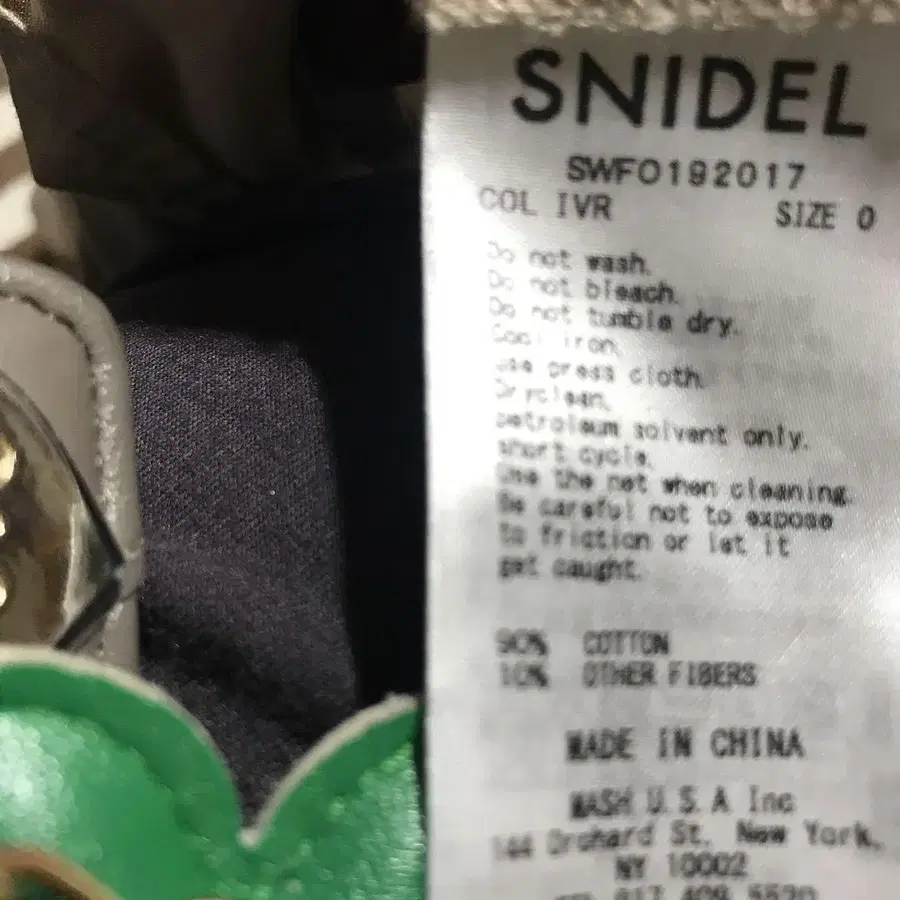 SNIDEL
SWFO192017
COL IVR SIZE 0
Do not wash.
Do not bleach.
Do not tumble dry.
Cool iron.
use press cloth.
Dryclean.
petroleum solvent only.
short cycle.
Use the net when cleaning.
Be careful not to expose
to friction or let it
get caught.
90% COTTON
10% OTHER FIBERS
MADE IN CHINA
MASH U.S.A Inc
144 Orchard St. New York,
NY 10002